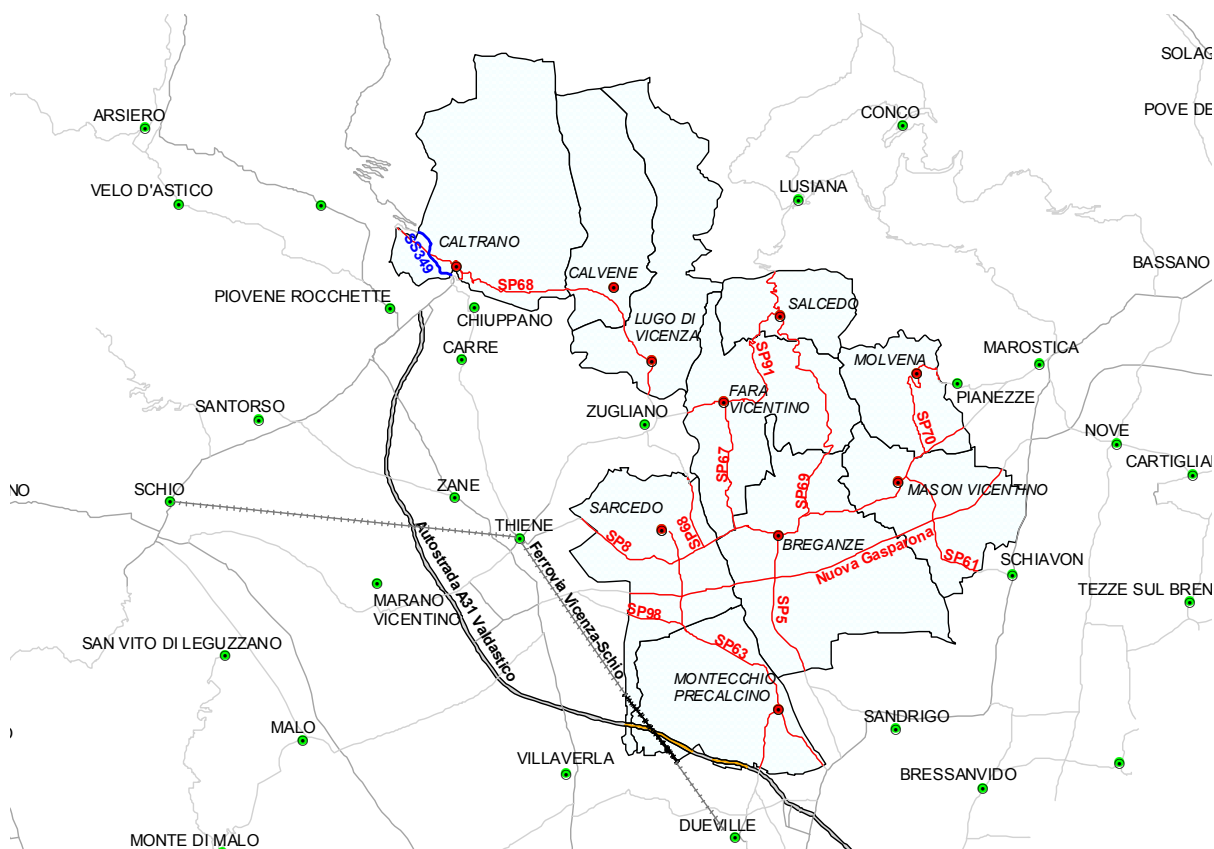 SOLAG
ARSIERO
CONCO
POVE DE
VELO D'ASTICO
LUSIANA
SS349
CALTRANO
BASSANO
CALVENE
SP68
PIOVENE ROCCHETTE
CHIUPPANO
SALCEDO
LUGO DI
VICENZA
CARRE
SP91
MOLVENA
MAROSTICA
PIANEZZE
FARA
VICENTINO
SANTORSO
ZUGLIANO
SP70
NOVE
SP67
CARTIGLIA
NO
SCHIO
ZANE
SP69
MASON VICENTINO
SARCEDO
THIENE
SP68
SP8
BREGANZE
Autostrada A31 Valdastico
Ferrovia Vicenza-Schio
Nuova Gasparona
SP61
SCHIAVON
MARANO
VICENTINO
TEZZE SUL BREN
SP98
SP5
SAN VITO DI LEGUZZANO
SP63
MONTECCHIO
PRECALCINO
MALO
SANDRIGO
VILLAVERLA
BRESSANVIDO
DUEVILLE
MONTE DI MALO